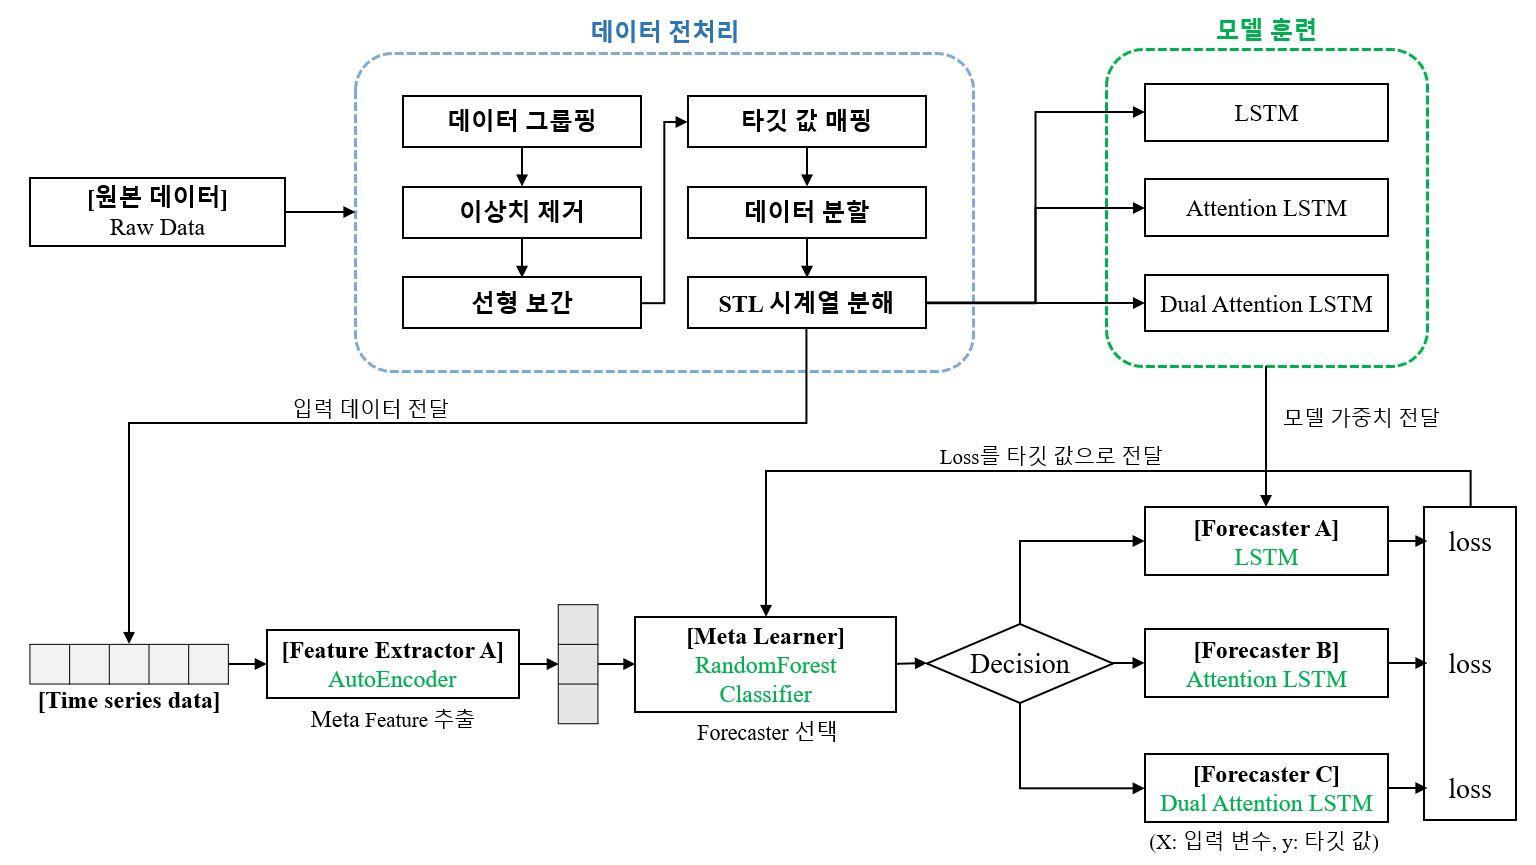 데이터 전처리
모델 훈련
[원본 데이터]
Raw Data
데이터 그룹핑
이상치 제거
선형 보간
타깃 값 매핑
데이터 분할
STL 시계열 분해
LSTM
Attention LSTM
Dual Attention LSTM
입력 데이터 전달
모델 가중치 전달
Loss를 타깃 값으로 전달
[Time series data]
[Feature Extractor A]
AutoEncoder
Meta Feature 추출
[Meta Learner]
RandomForest
Classifier
Forecaster 선택
Decision
[Forecaster A]
LSTM
[Forecaster B]
Attention LSTM
[Forecaster C]
Dual Attention LSTM
(X: 입력 변수, y: 타깃 값)
loss
loss
loss